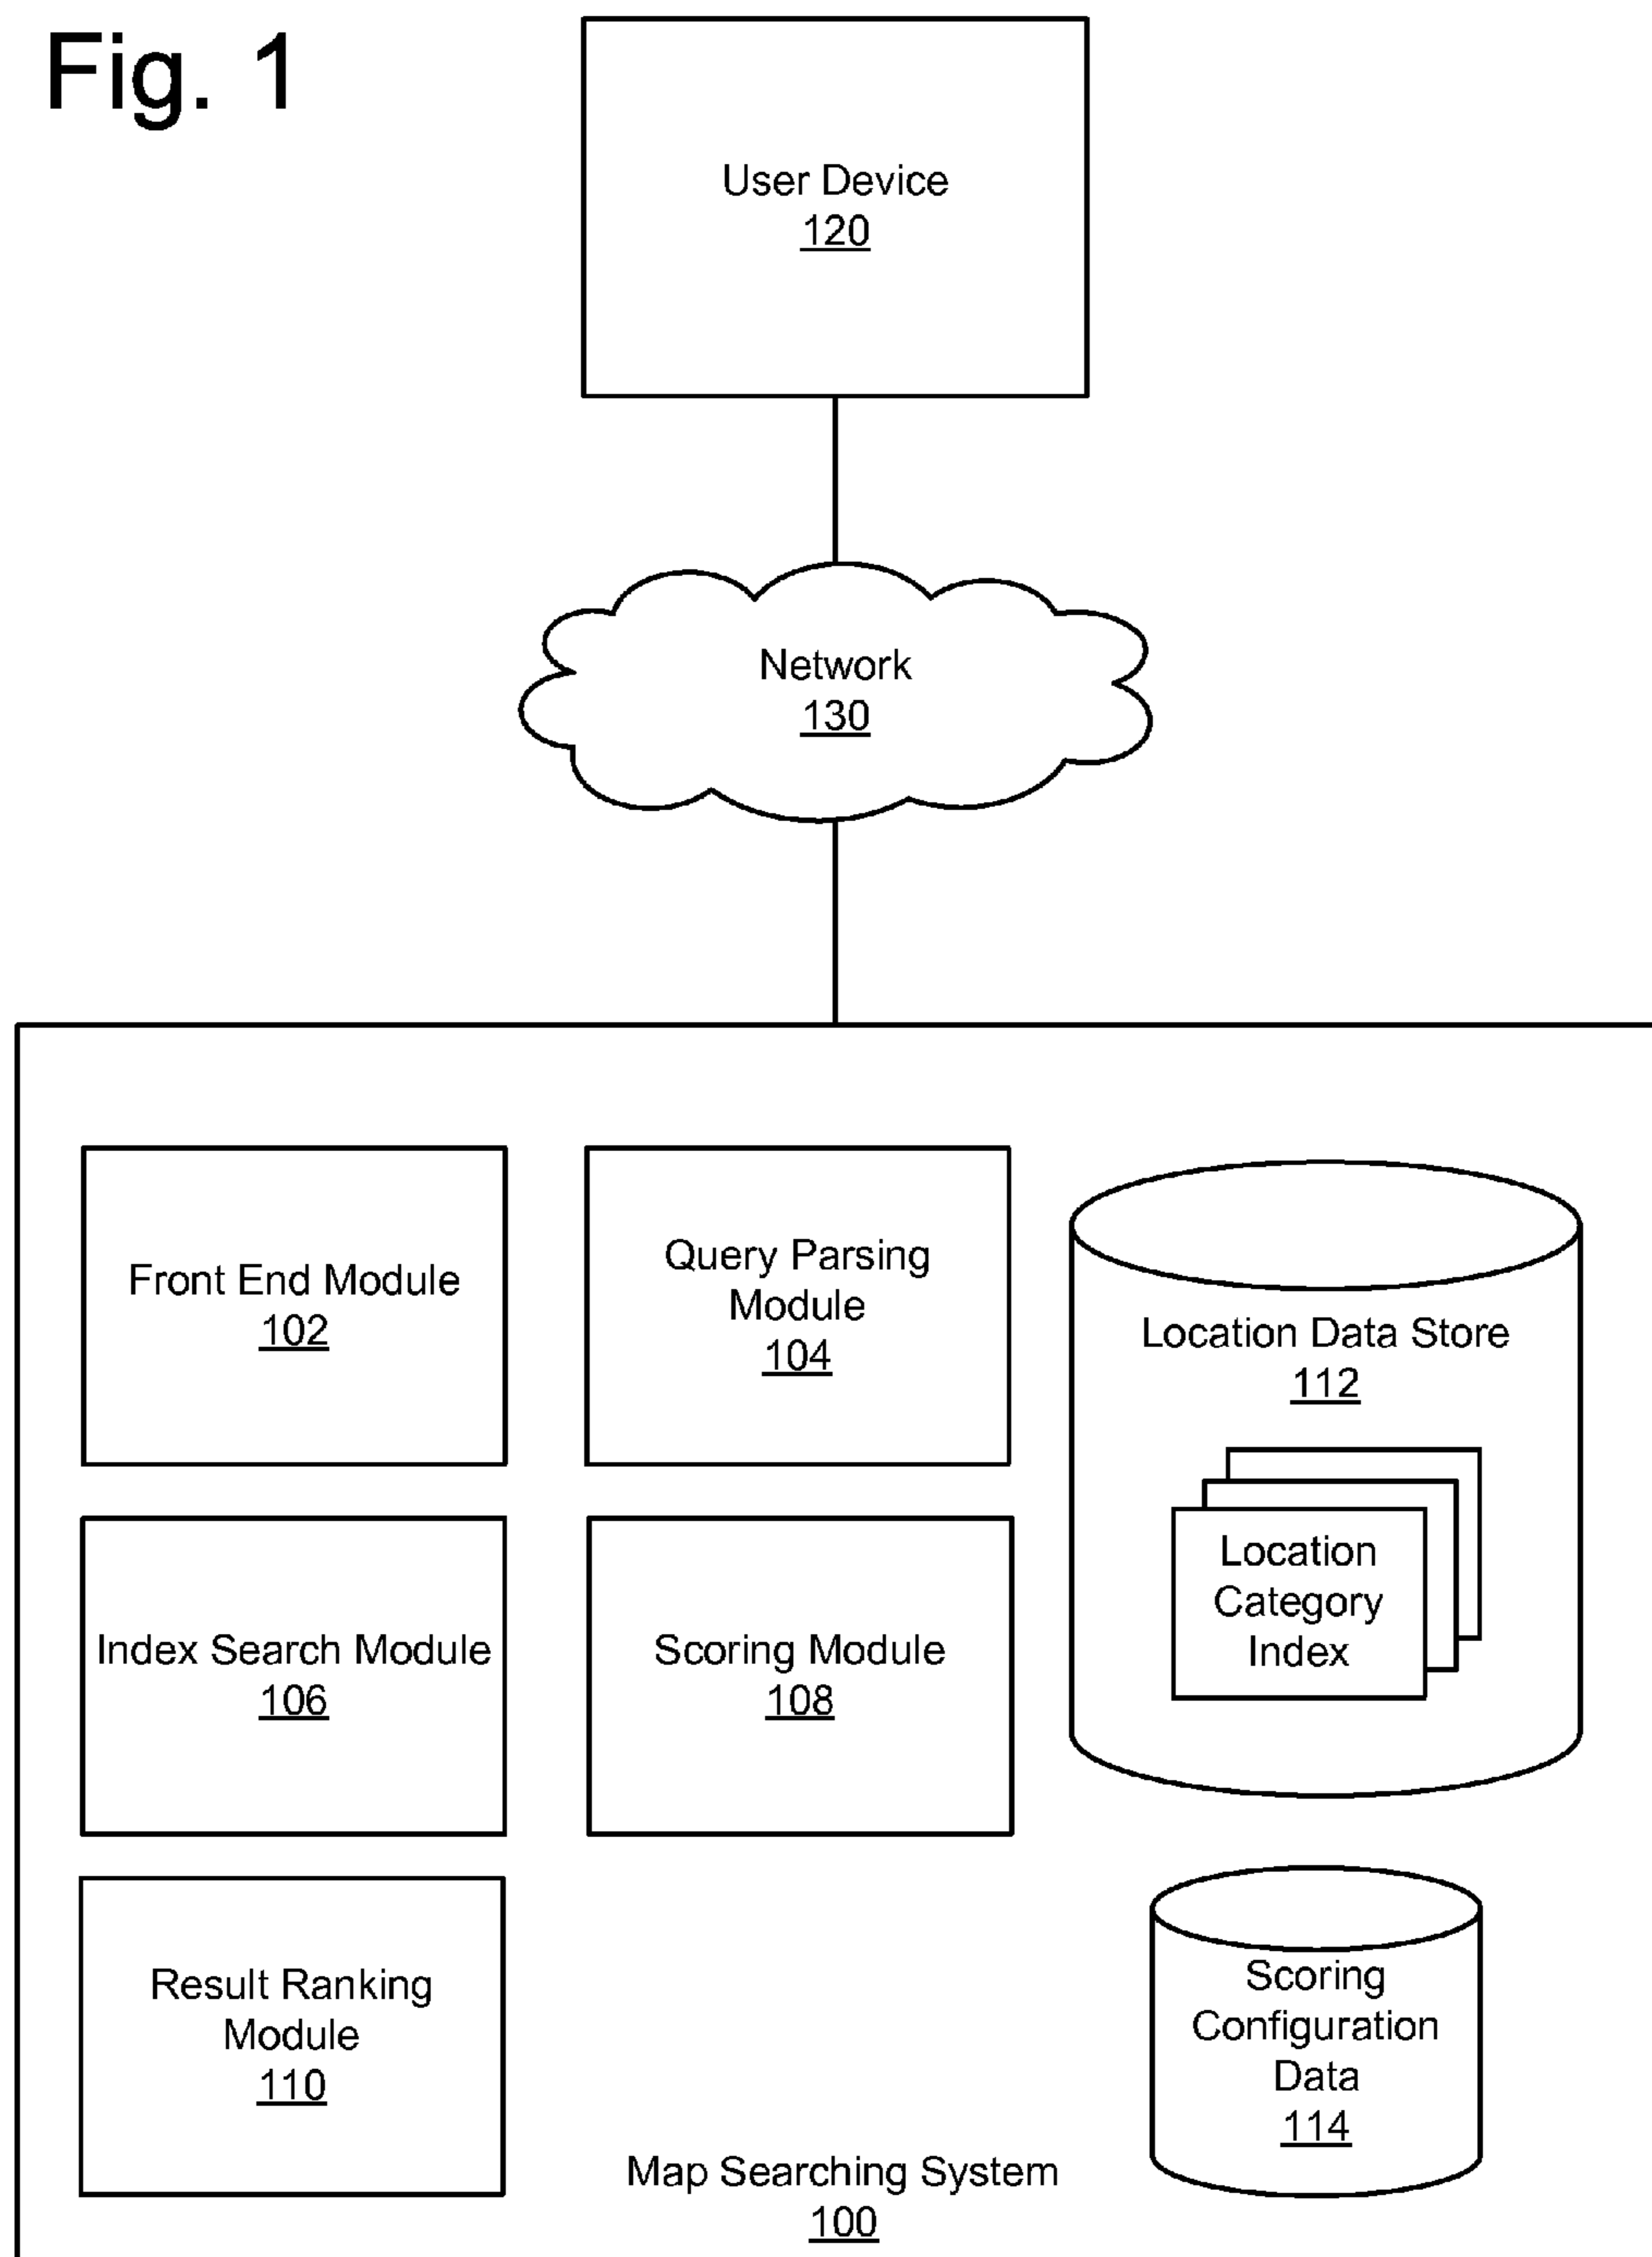 Fig. 1
User Device
120
Network
130
Front End Module
102
Query Parsing
Module
104
Location Data Store
112
Location
Category
Index
Index Search Module
106
Scoring Module
108
Result Ranking
Module
110
Scoring
Configuration
Data
114
Map Searching System
100